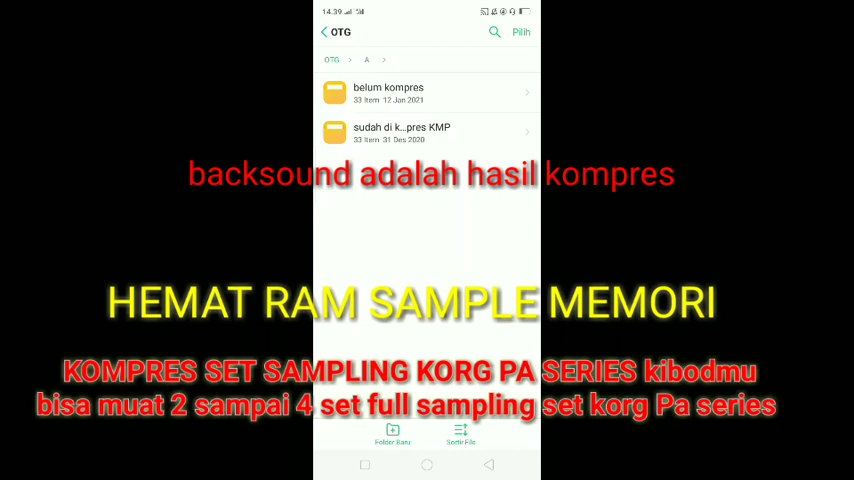 14.39
OTG
Pilih
OTG > A >
belum kompres
33 Item 12 Jan 2021
sudah di k...pres KMP
33 Item 31 Des 2020
backsound adalah hasil kompres
HEMAT RAM SAMPLE MEMORI
KOMPRES SET SAMPLING KORG PA SERIES kibodmu
bisa muat 2 sampai 4 set full sampling set korg Pa series
Folder Baru
Sortir File